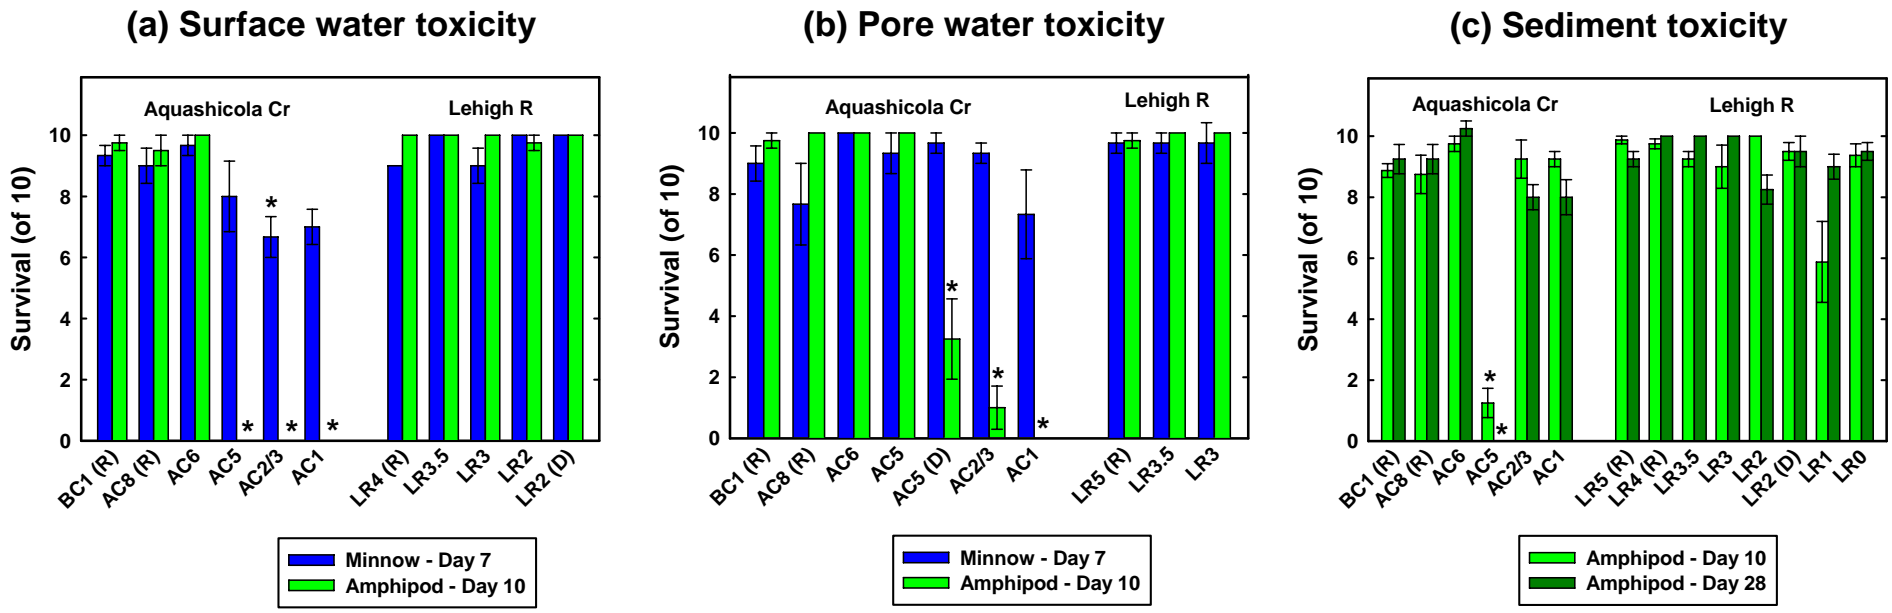 (a) Surface water toxicity
Survival (of 10)
Aquashicola Cr
Lehigh R
10
8
6
4
2
0
*
* * *
BC1 (R)
AC8 (R)
AC6
AC5
AC2/3
AC1
LR4 (R)
LR3.5
LR3
LR2
LR2 (D)
Minnow - Day 7
Amphipod - Day 10
(b) Pore water toxicity
Survival (of 10)
Aquashicola Cr
Lehigh R
10
8
6
4
2
0
*
*
*
BC1 (R)
AC8 (R)
AC6
AC5
AC5 (D)
AC2/3
AC1
LR5 (R)
LR3.5
LR3
Minnow - Day 7
Amphipod - Day 10
(c) Sediment toxicity
Survival (of 10)
Aquashicola Cr
Lehigh R
10
8
6
4
2
0
*
*
BC1 (R)
AC8 (R)
AC6
AC5
AC2/3
AC1
LR5 (R)
LR4 (R)
LR3.5
LR3
LR2
LR2 (D)
LR1
LR0
Amphipod - Day 10
Amphipod - Day 28